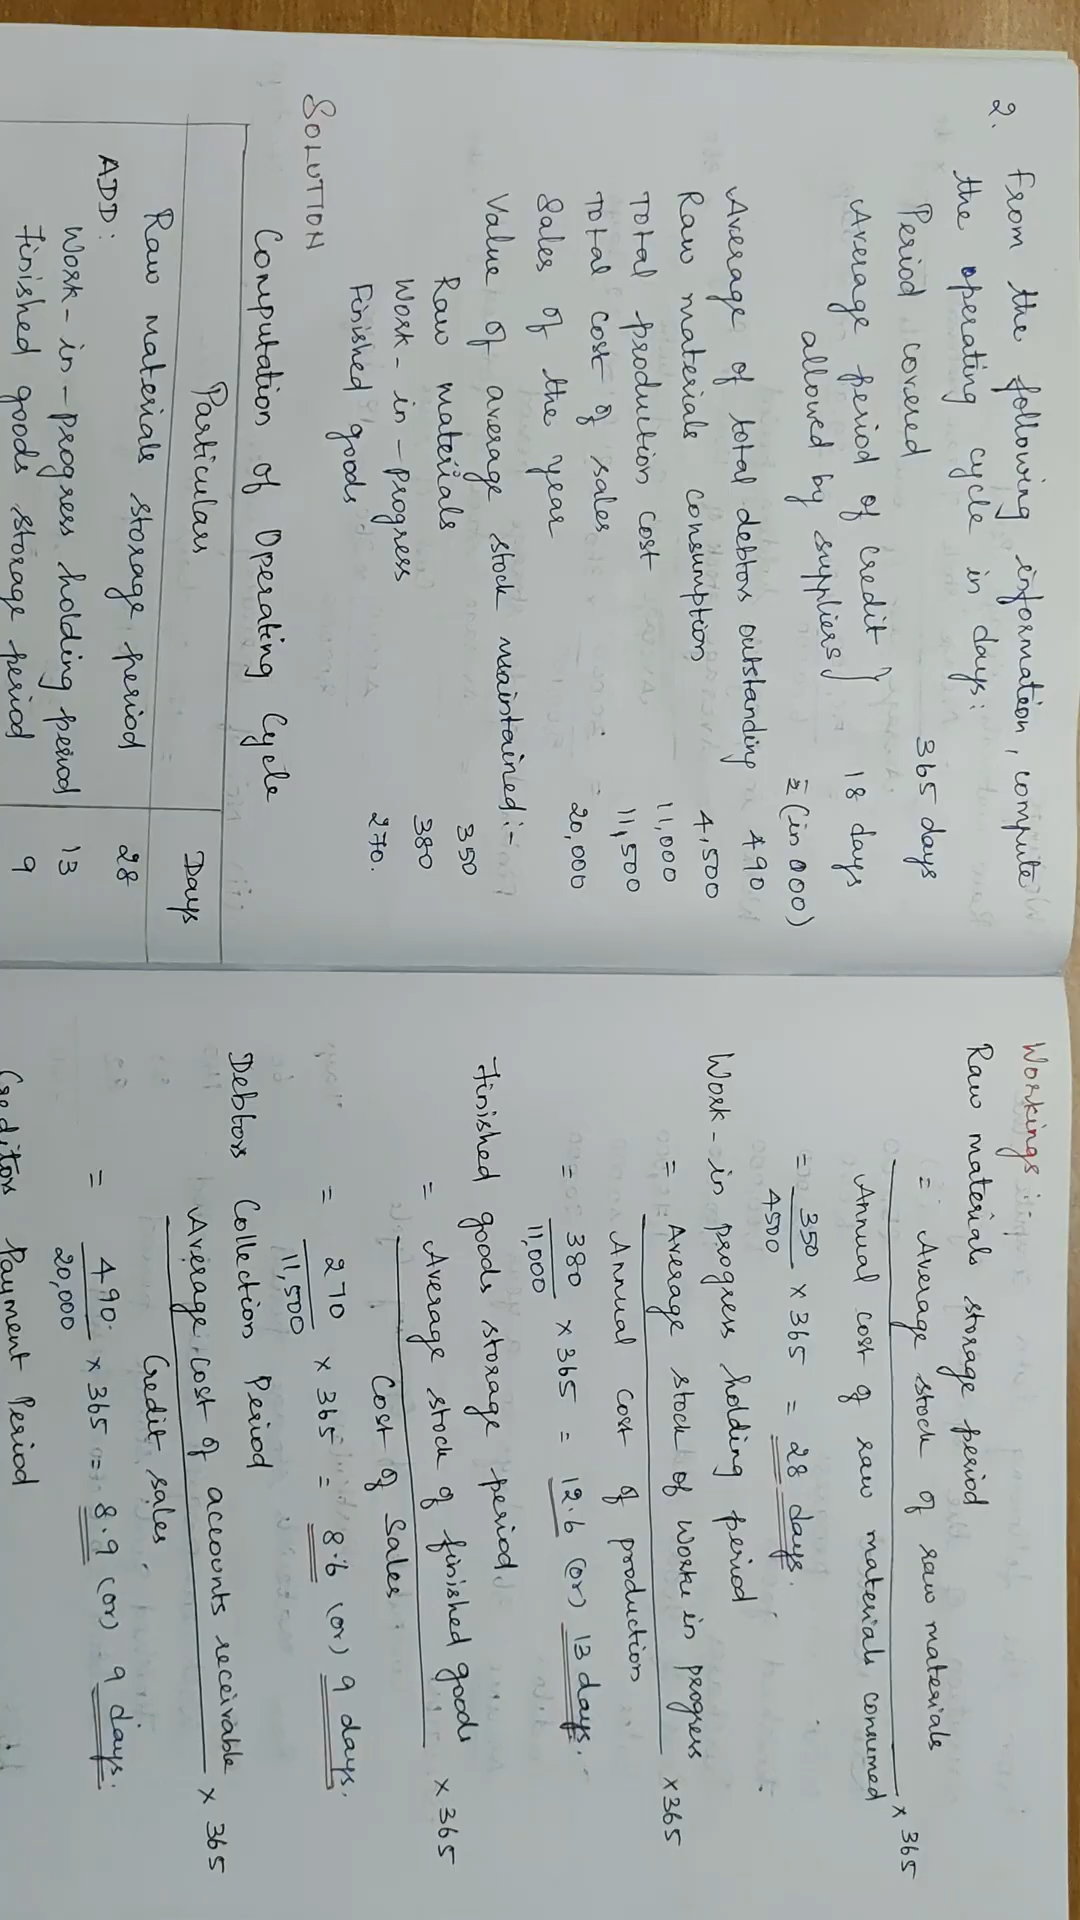 2. From the following information, compute
the operating cycle in days:
Period covered 365 days
Average period of credit } 18 days
allowed by suppliers
₹ (in 000)
Average of total debtors outstanding 490
Raw materials consumption 4,500
Total production cost 11,000
Total cost of sales 11,500
Sales of the year 20,000
Value of average stock maintained:-
Raw materials 350
Work-in-progress 380
Finished goods 270.
SOLUTION
Computation of Operating Cycle
Particulars Days
Raw materials storage period 28
ADD:
Work-in-progress holding period 13
Finished goods storage period 9
Workings
Raw materials storage period
= Average stock of raw materials
× 365
Annual cost of raw materials consumed
= 350
× 365 = 28 days.
4500
Work-in progress holding period
= Average stock of work in progress
× 365
Annual cost of production
= 380
× 365 = 12.6 (or) 13 days.
11,000
Finished goods storage period
= Average stock of finished goods
× 365
Cost of Sales
= 270
× 365 = 8.6 (or) 9 days.
11,500
Debtors Collection Period
Average cost of accounts receivable
× 365
Credit sales.
= 490
× 365 = 8.9 (or) 9 days.
20,000
Creditors Payment Period